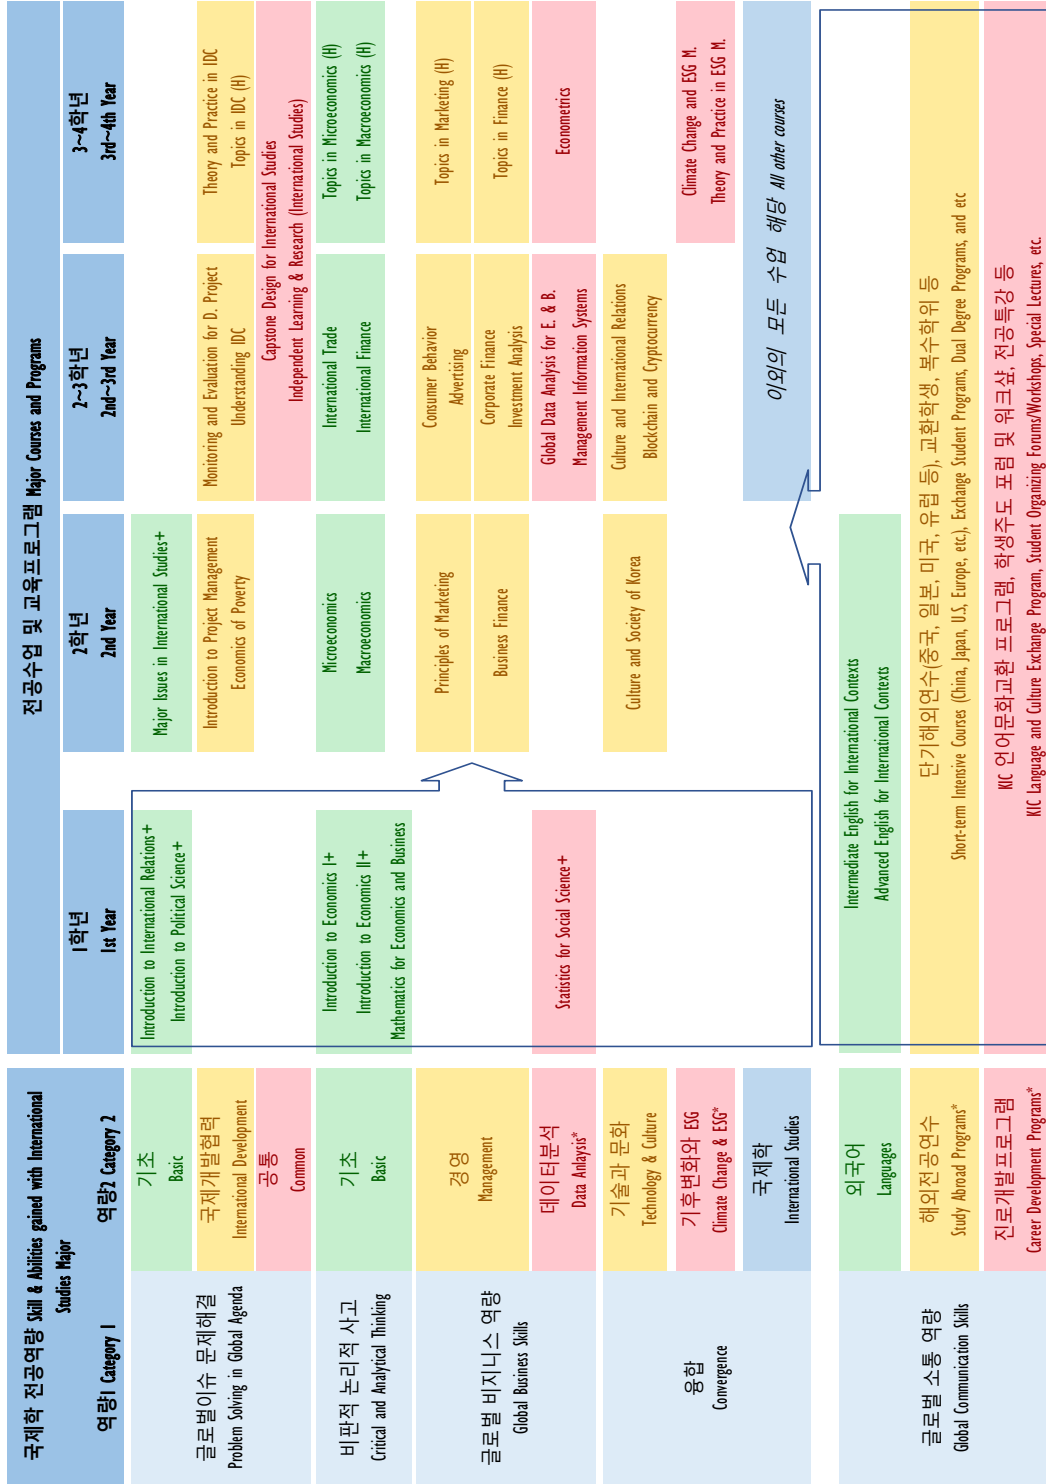 국제학 전공역량 Skill & Abilities gained with International
Studies Major
전공수업 및 교육프로그램 Major Courses and Programs
역량1 Category 1
역량2 Category 2
1학년
1st Year
2학년
2nd Year
2~3학년
2nd~3rd Year
3~4학년
3rd~4th Year
글로벌이슈 문제해결
Problem Solving in Global Agenda
기초
Basic
Introduction to International Relations+
Introduction to Political Science+
Major Issues in International Studies+
국제개발협력
International Development
Introduction to Project Management
Economics of Poverty
Monitoring and Evaluation for D. Project
Understanding IDC
Theory and Practice in IDC
Topics in IDC (H)
공통
Common
Capstone Design for International Studies
Independent Learning & Research (International Studies)
비판적 논리적 사고
Critical and Analytical Thinking
기초
Basic
Introduction to Economics I+
Introduction to Economics II+
Mathematics for Economics and Business
Microeconomics
Macroeconomics
International Trade
International Finance
Topics in Microeconomics (H)
Topics in Macroeconomics (H)
글로벌 비지니스 역량
Global Business Skills
경영
Management
Principles of Marketing
Consumer Behavior
Advertising
Topics in Marketing (H)
Business Finance
Corporate Finance
Investment Analysis
Topics in Finance (H)
데이터분석
Data Anlaysis*
Statistics for Social Science+
Global Data Analysis for E. & B.
Management Information Systems
Econometrics
융합
Convergence
기술과 문화
Technology & Culture
Culture and Society of Korea
Culture and International Relations
Blockchain and Cryptocurrency
기후변화와 ESG
Climate Change & ESG*
Climate Change and ESG M.
Theory and Practice in ESG M.
국제학
International Studies
이외의 모든 수업 해당 All other courses
글로벌 소통 역량
Global Communication Skills
외국어
Languages
Intermediate English for International Contexts
Advanced English for International Contexts
해외전공연수
Study Abroad Programs*
단기해외연수(중국, 일본, 미국, 유럽 등), 교환학생, 복수학위 등
Short-term Intensive Courses (China, Japan, U.S, Europe, etc.), Exchange Student Programs, Dual Degree Programs, and etc
진로개발프로그램
Career Development Programs*
KIC 언어문화교환 프로그램, 학생주도 포럼 및 워크샾, 전공특강 등
KIC Language and Culture Exchange Program, Student Organizing Forums/Workshops, Special Lectures, etc.